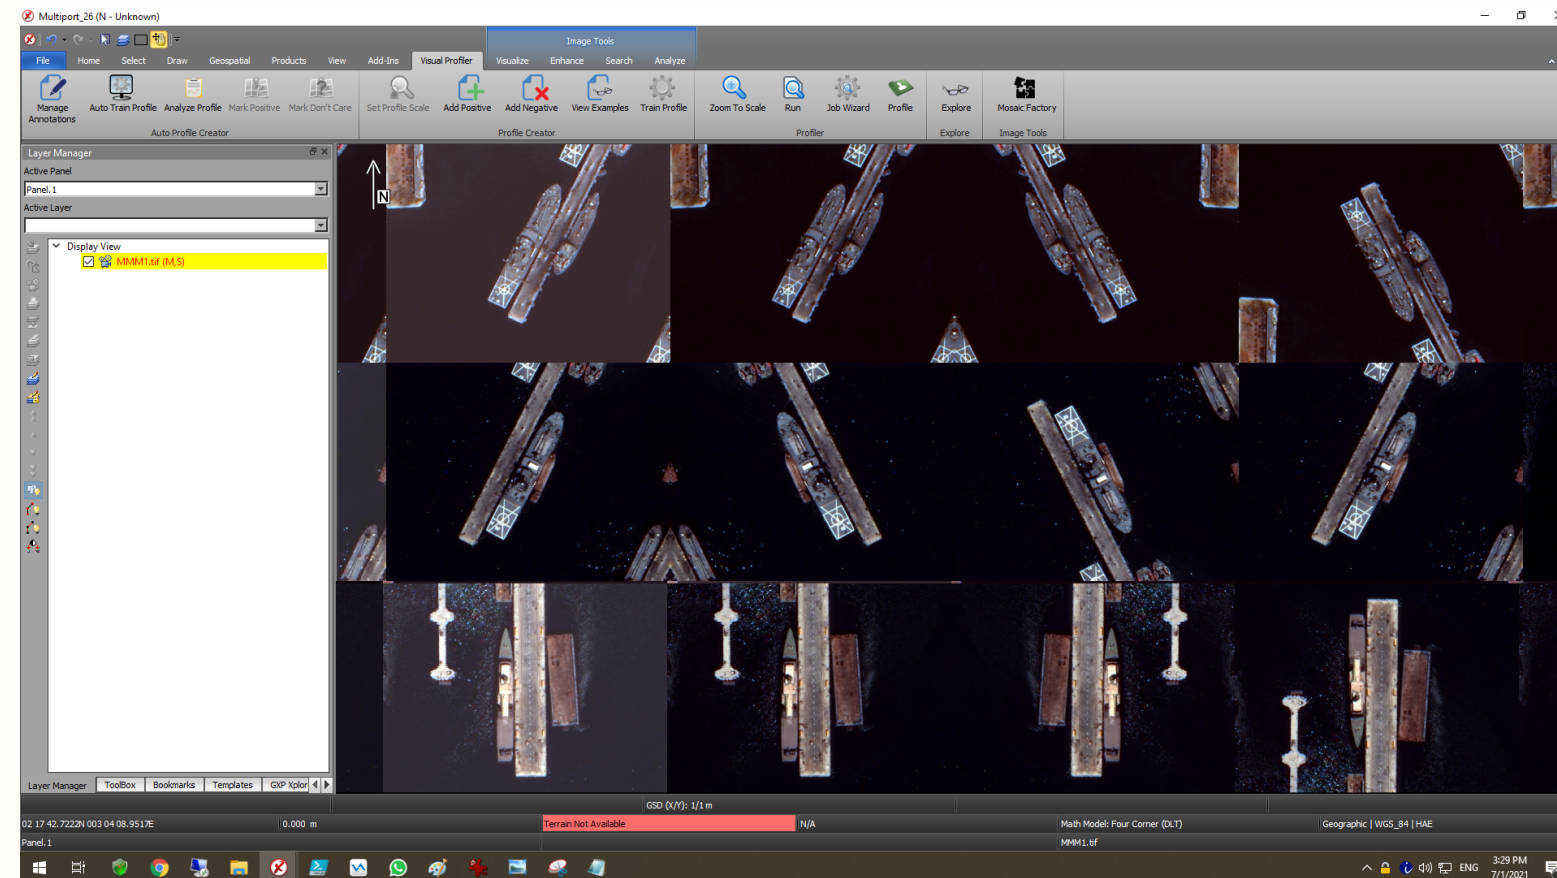 Multiport_26 (N - Unknown)
Image Tools
File Home Select Draw Geospatial Products View Add-Ins Visual Profiler Visualize Enhance Search Analyze
Manage Annotations Auto Train Profile Analyze Profile Mark Positive Mark Don't Care Set Profile Scale Add Positive Add Negative View Examples Train Profile Zoom To Scale Run Job Wizard Profile Explore Mosaic Factory
Auto Profile Creator Profile Creator Profiler Explore Image Tools
Layer Manager
Active Panel
Panel.1
Active Layer
Display View
MMM1.tif (M,S)
N
Layer Manager ToolBox Bookmarks Templates GXP Xplor
GSD (X/Y): 1/1 m
02 17 42.7222N 003 04 08.9517E 0.000 m Terrain Not Available N/A Math Model: Four Corner (DLT) Geographic | WGS_84 | HAE
Panel.1 MMM1.tif
ENG 3:29 PM
7/1/2021